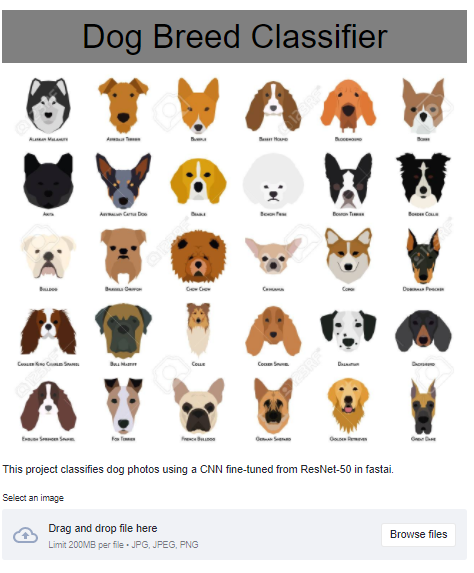 Dog Breed Classifier
ALASKAN MALAMUTE AIREDALE TERRIER BASENJI BASSET HOUND BLOODHOUND BOXER
AKITA AUSTRALIAN CATTLE DOG BEAGLE BICHON FRISE BOSTON TERRIER BORDER COLLIE
BULLDOG BRUSSELS GRIFFON CHOW CHOW CHIHUAHUA CORGI DOBERMAN PINSCHER
CAVALIER KING CHARLES SPANIEL BULL MASTIFF COLLIE COCKER SPANIEL DALMATIAN DACHSHUND
ENGLISH SPRINGER SPANIEL FOX TERRIER FRENCH BULLDOG GERMAN SHEPARD GOLDEN RETRIEVER GREAT DANE
This project classifies dog photos using a CNN fine-tuned from ResNet-50 in fastai.
Select an image
Drag and drop file here
Limit 200MB per file • JPG, JPEG, PNG
Browse files